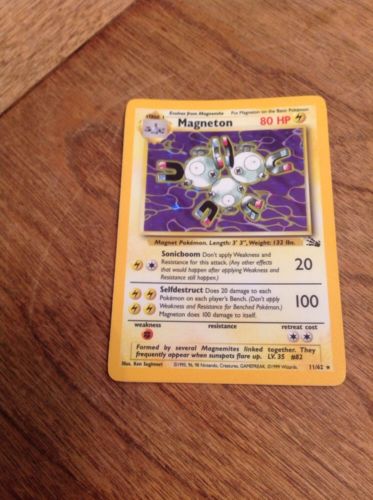 STAGE 1
Evolves from Magnemite Put Magneton on the Basic Pokémon
Magneton 80 HP
Magnet Pokémon. Length: 3' 3", Weight: 132 lbs.
Sonicboom Don't apply Weakness and
Resistance for this attack. (Any other effects
that would happen after applying Weakness
and Resistance still happen.)
20
Selfdestruct Does 20 damage to each
Pokémon on each player's Bench. (Don't apply
Weakness and Resistance for Benched Pokémon.)
Magneton does 100 damage to itself.
100
weakness resistance retreat cost
Formed by several Magnemites linked together. They
frequently appear when sunspots flare up. LV. 35 #82
Illus. Ken Sugimori ©1995, 96, 98 Nintendo, Creatures, GAMEFREAK. ©1999 Wizards. 11/62 ★